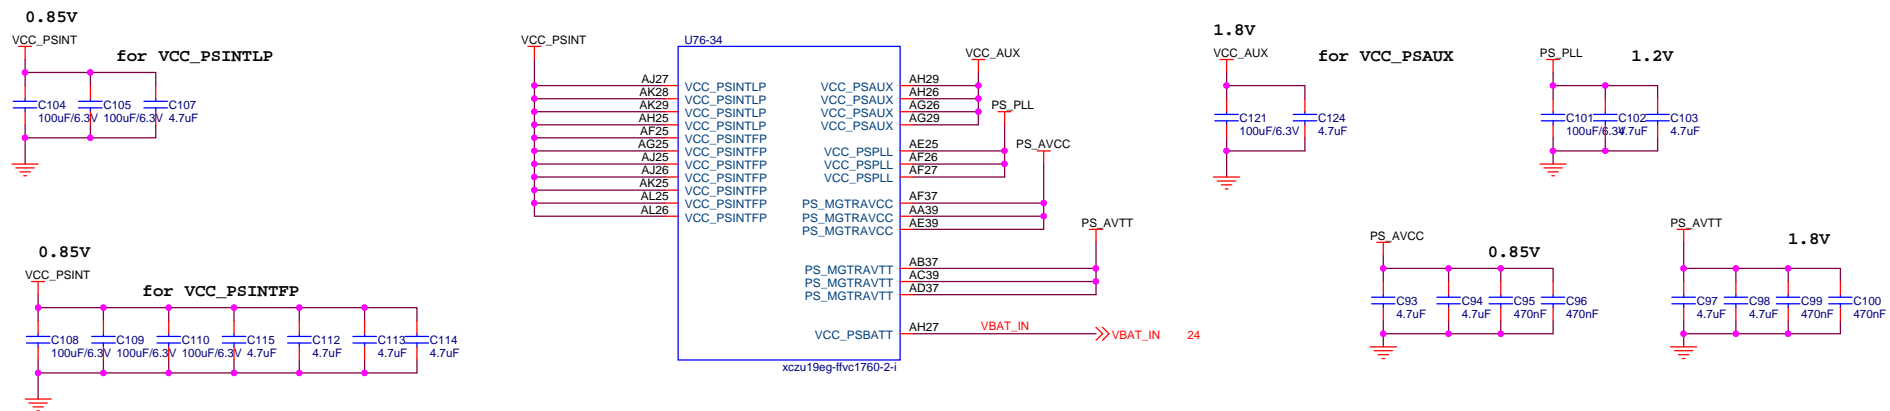 0.85V
VCC_PSINT
for VCC_PSINTLP
C104
100uF/6.3V
C105
100uF/6.3V
C107
4.7uF
0.85V
VCC_PSINT
for VCC_PSINTFP
C108
100uF/6.3V
C109
100uF/6.3V
C110
100uF/6.3V
C115
4.7uF
C112
4.7uF
C113
4.7uF
C114
4.7uF
VCC_PSINT
U76-34
AJ27 VCC_PSINTLP
AK28 VCC_PSINTLP
AK29 VCC_PSINTLP
AH25 VCC_PSINTLP
AF25 VCC_PSINTFP
AG25 VCC_PSINTFP
AJ25 VCC_PSINTFP
AJ26 VCC_PSINTFP
AK25 VCC_PSINTFP
AL25 VCC_PSINTFP
AL26 VCC_PSINTFP
VCC_PSAUX AH29
VCC_PSAUX AH26
VCC_PSAUX AG26
VCC_PSAUX AG29
VCC_PSPLL AE25
VCC_PSPLL AF26
VCC_PSPLL AF27
PS_MGTRAVCC AF37
PS_MGTRAVCC AA39
PS_MGTRAVCC AE39
PS_MGTRAVTT AB37
PS_MGTRAVTT AC39
PS_MGTRAVTT AD37
VCC_PSBATT AH27 VBAT_IN VBAT_IN 24
xczu19eg-ffvc1760-2-i
VCC_AUX
PS_PLL
PS_AVCC
PS_AVTT
1.8V
VCC_AUX
for VCC_PSAUX
C121
100uF/6.3V
C124
4.7uF
PS_PLL
1.2V
C101
100uF/6.3V
C102
4.7uF
C103
4.7uF
PS_AVCC
0.85V
C93
4.7uF
C94
4.7uF
C95
470nF
C96
470nF
PS_AVTT
1.8V
C97
4.7uF
C98
4.7uF
C99
470nF
C100
470nF